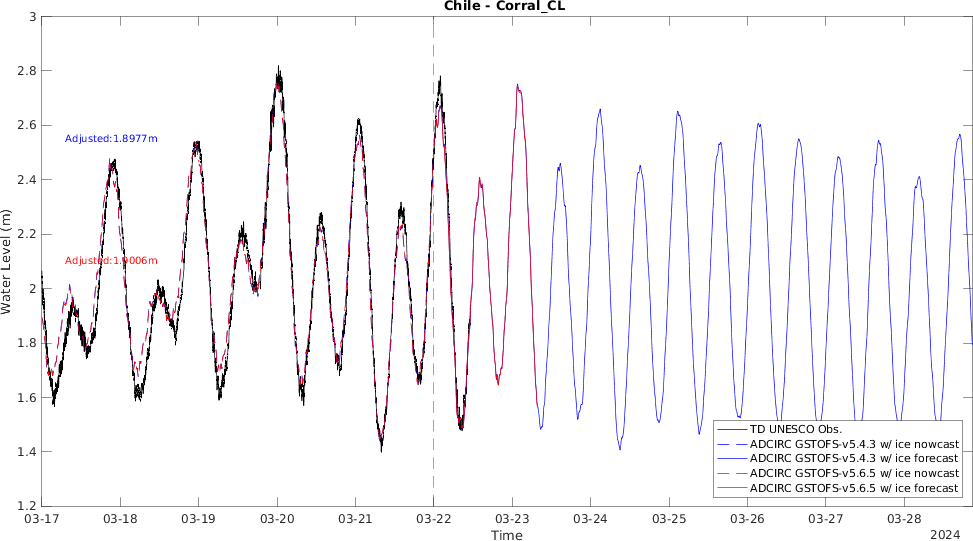 Chile - Corral_CL
Water Level (m)
3
2.8
2.6
2.4
2.2
2
1.8
1.6
1.4
1.2
Adjusted:1.8977m
Adjusted:1.9006m
TD UNESCO Obs.
ADCIRC GSTOFS-v5.4.3 w/ ice nowcast
ADCIRC GSTOFS-v5.4.3 w/ ice forecast
ADCIRC GSTOFS-v5.6.5 w/ ice nowcast
ADCIRC GSTOFS-v5.6.5 w/ ice forecast
03-17 03-18 03-19 03-20 03-21 03-22 03-23 03-24 03-25 03-26 03-27 03-28
Time
2024